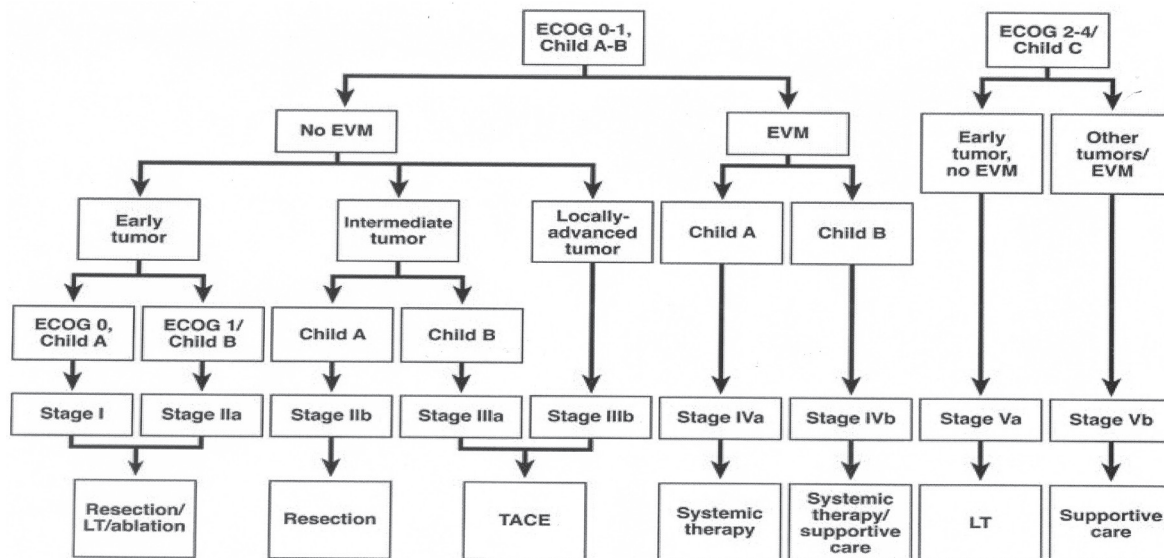 ECOG 0-1,
Child A-B
ECOG 2-4/
Child C
No EVM
EVM
Early
tumor,
no EVM
Other
tumors/
EVM
Early
tumor
Intermediate
tumor
Locally-
advanced
tumor
Child A
Child B
ECOG 0,
Child A
ECOG 1/
Child B
Child A
Child B
Stage I
Stage IIa
Stage IIb
Stage IIIa
Stage IIIb
Stage IVa
Stage IVb
Stage Va
Stage Vb
Resection/
LT/ablation
Resection
TACE
Systemic
therapy
Systemic
therapy/
supportive
care
LT
Supportive
care